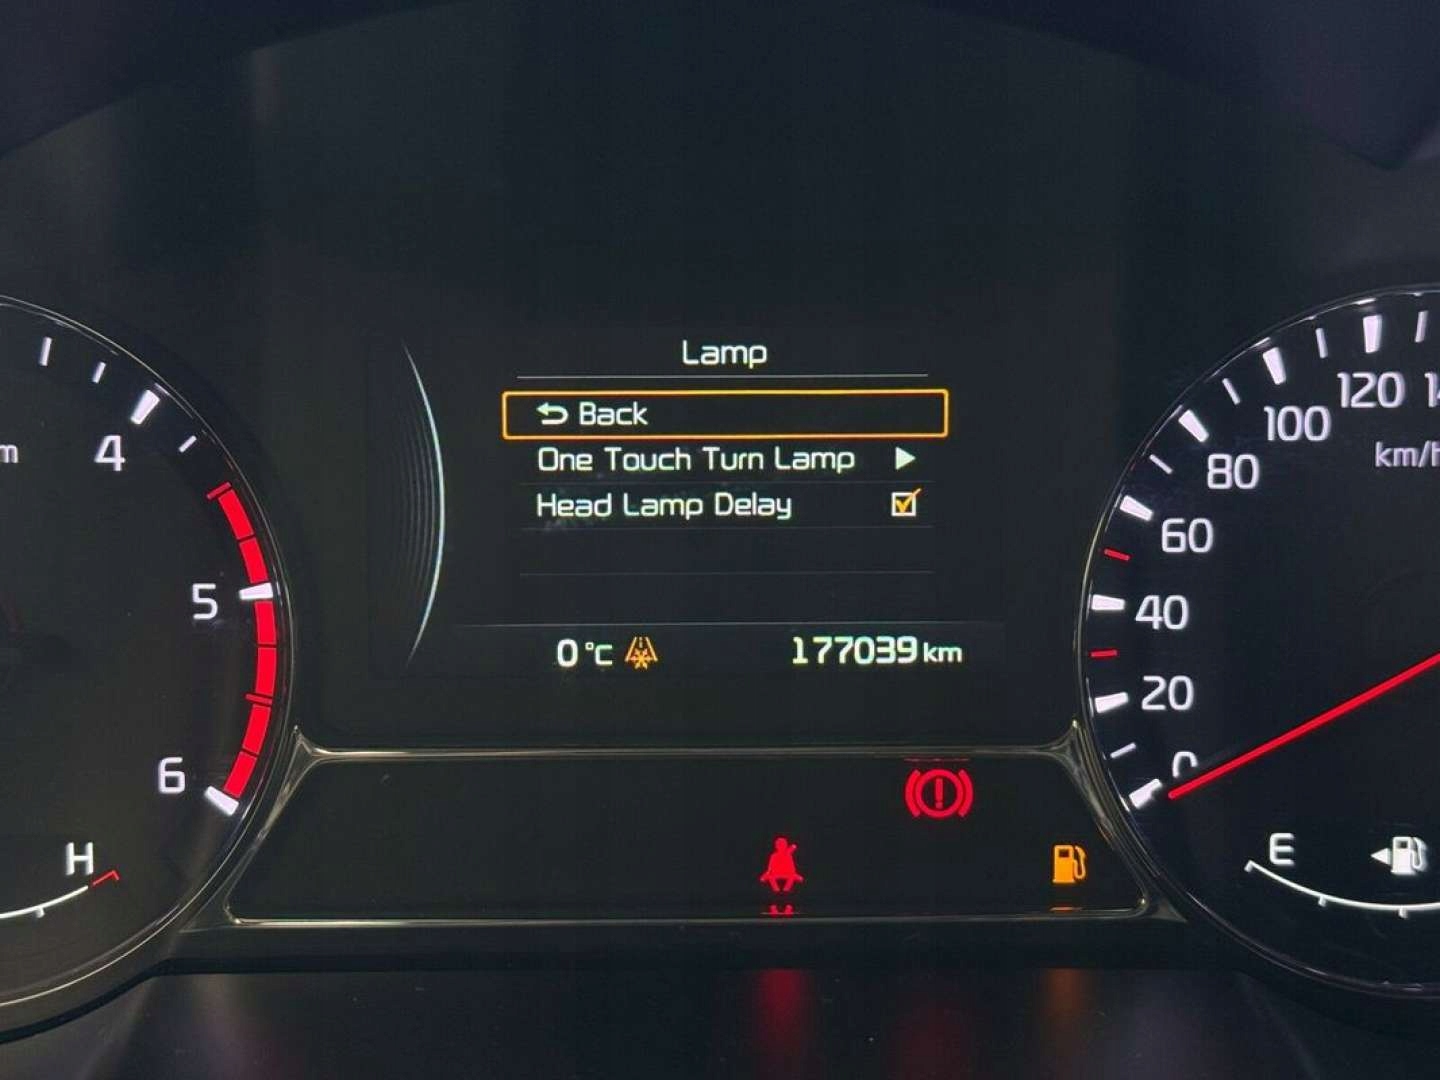 Lamp
Back
One Touch Turn Lamp
Head Lamp Delay
0 °C 177039 km
4
5
6
H
120
100
km/h
80
60
40
20
0
E